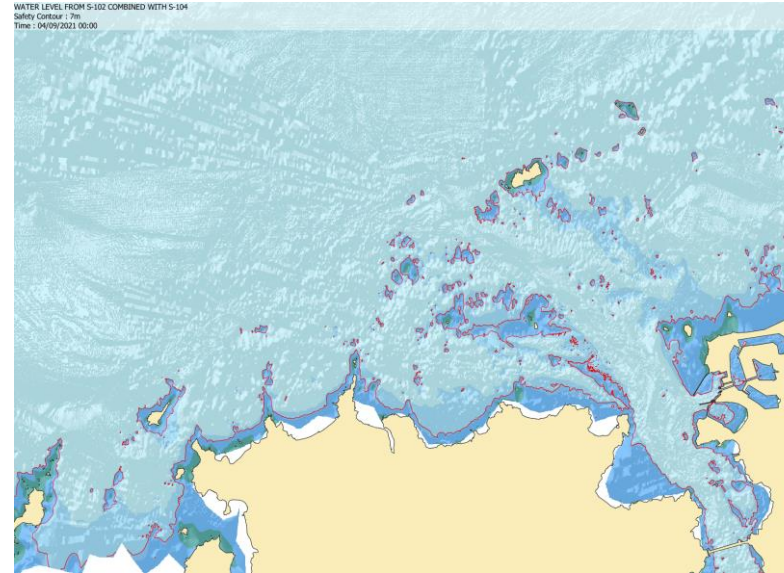 WATER LEVEL FROM S-102 COMBINED WITH S-104
Safety Contour : 7m
Time : 04/09/2021 00:00